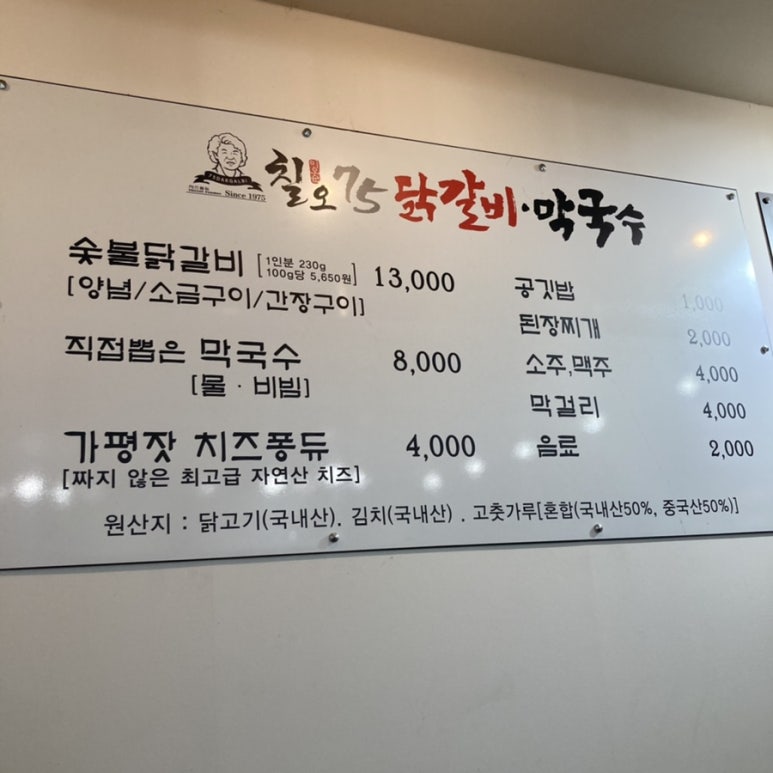 칠오 75 닭갈비·막국수
Since 1975
숯불닭갈비 [1인분 230g 100g당 5,650원] 13,000
[양념/소금구이/간장구이]
직접뽑은 막국수 8,000
[물·비빔]
가평잣 치즈퐁듀 4,000
[짜지 않은 최고급 자연산 치즈]
공깃밥 1,000
된장찌개 2,000
소주,맥주 4,000
막걸리 4,000
음료 2,000
원산지 : 닭고기(국내산). 김치(국내산) . 고춧가루[혼합(국내산50%, 중국산50%)]